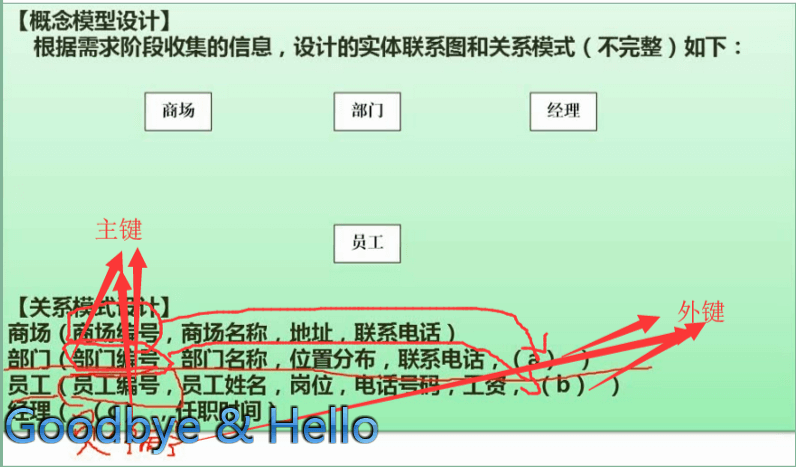 【概念模型设计】
根据需求阶段收集的信息，设计的实体联系图和关系模式（不完整）如下：
商场 部门 经理
主键
员工
外键
【关系模式设计】
商场（商场编号，商场名称，地址，联系电话）
部门（部门编号，部门名称，位置分布，联系电话，（a））
员工（员工编号，员工姓名，岗位，电话号码，工资，（b））
经理（（c），任职时间）
Goodbye & Hello